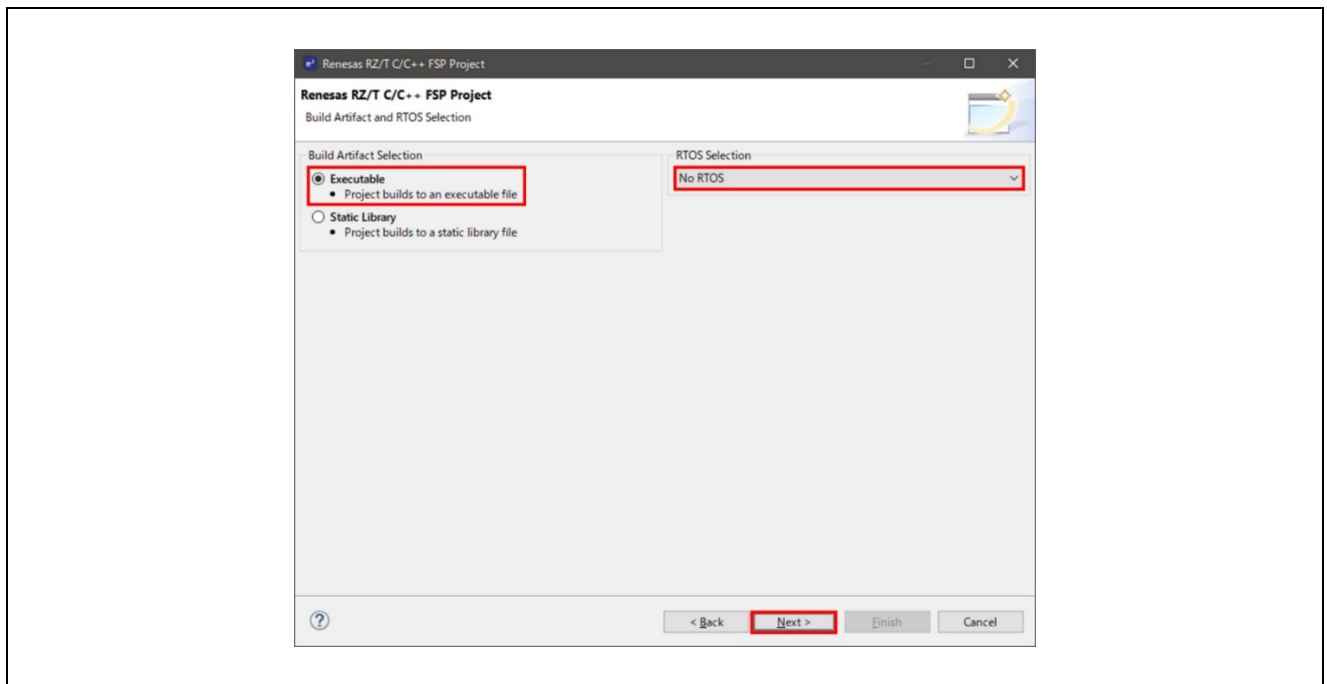 Renesas RZ/T C/C++ FSP Project
Renesas RZ/T C/C++ FSP Project
Build Artifact and RTOS Selection
Build Artifact Selection
Executable
• Project builds to an executable file
Static Library
• Project builds to a static library file
RTOS Selection
No RTOS
?
< Back
Next >
Finish
Cancel